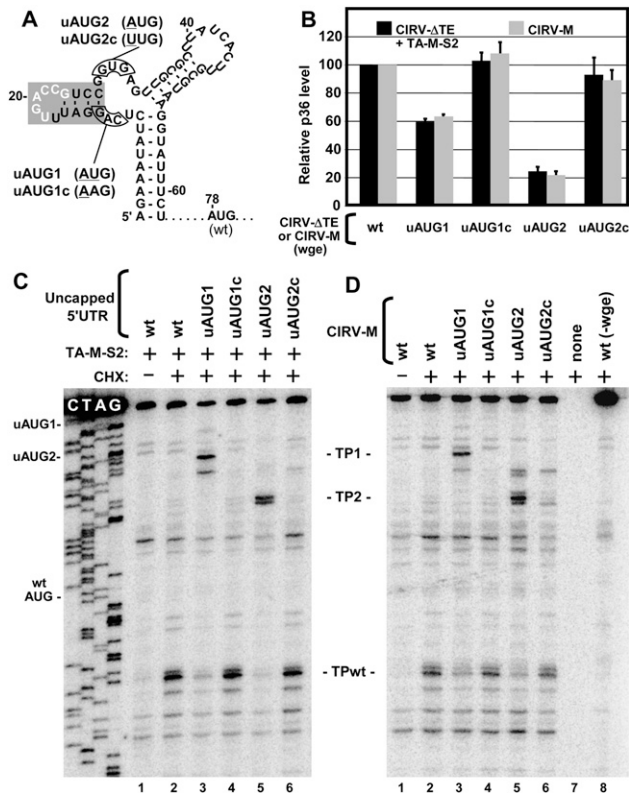 A
uAUG2 (AUG)
uAUG2c (UUG)
40
20-
uAUG1 (AUG)
uAUG1c (AAG)
-60
78
5'
AUG
(wt)
B
CIRV-ΔTE
+ TA-M-S2
CIRV-M
Relative p36 level
120
100
80
60
40
20
0
CIRV-ΔTE
or CIRV-M
(wge)
wt
uAUG1
uAUG1c
uAUG2
uAUG2c
C
Uncapped
5'UTR
wt
wt
uAUG1
uAUG1c
uAUG2
uAUG2c
TA-M-S2: + + + + + +
CHX: − + + + + +
C T A G
uAUG1-
uAUG2-
wt
AUG -
1 2 3 4 5 6
D
CIRV-M
wt
wt
uAUG1
uAUG1c
uAUG2
uAUG2c
none
wt (-wge)
− + + + + + + +
- TP1 -
- TP2 -
- TPwt -
1 2 3 4 5 6 7 8